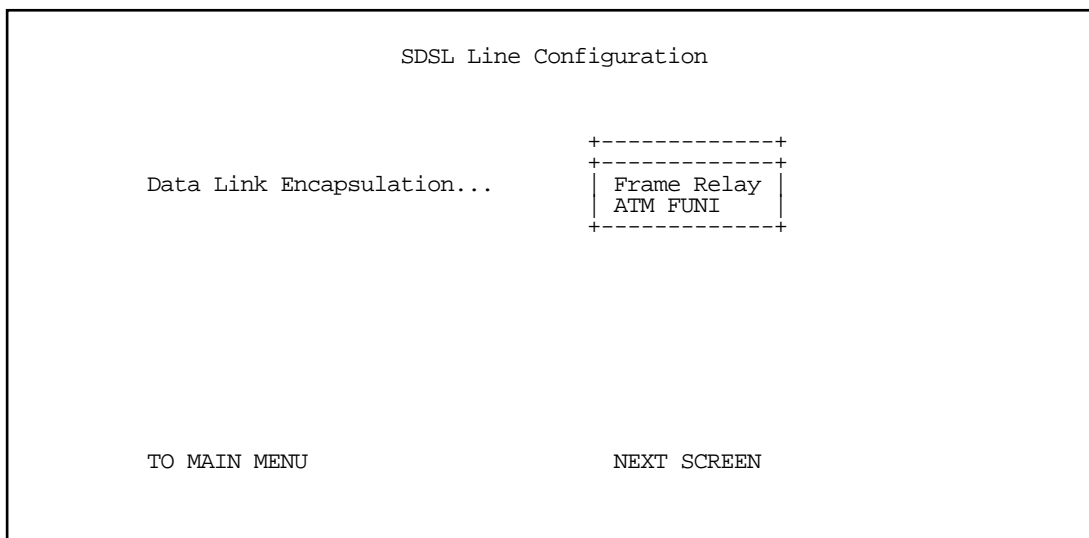 SDSL Line Configuration
+-------------+
+-------------+
Data Link Encapsulation... | Frame Relay |
| ATM FUNI |
+-------------+
TO MAIN MENU NEXT SCREEN